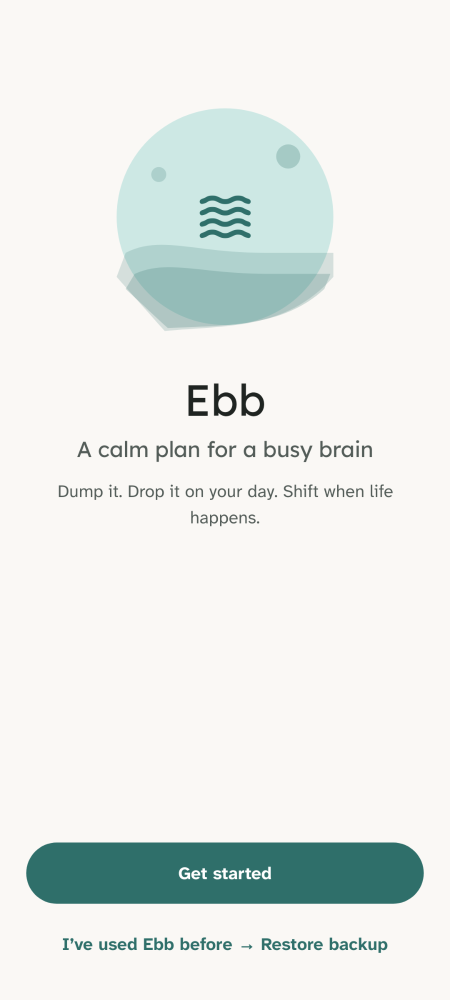 Ebb
A calm plan for a busy brain
Dump it. Drop it on your day. Shift when life
happens.
Get started
I’ve used Ebb before → Restore backup